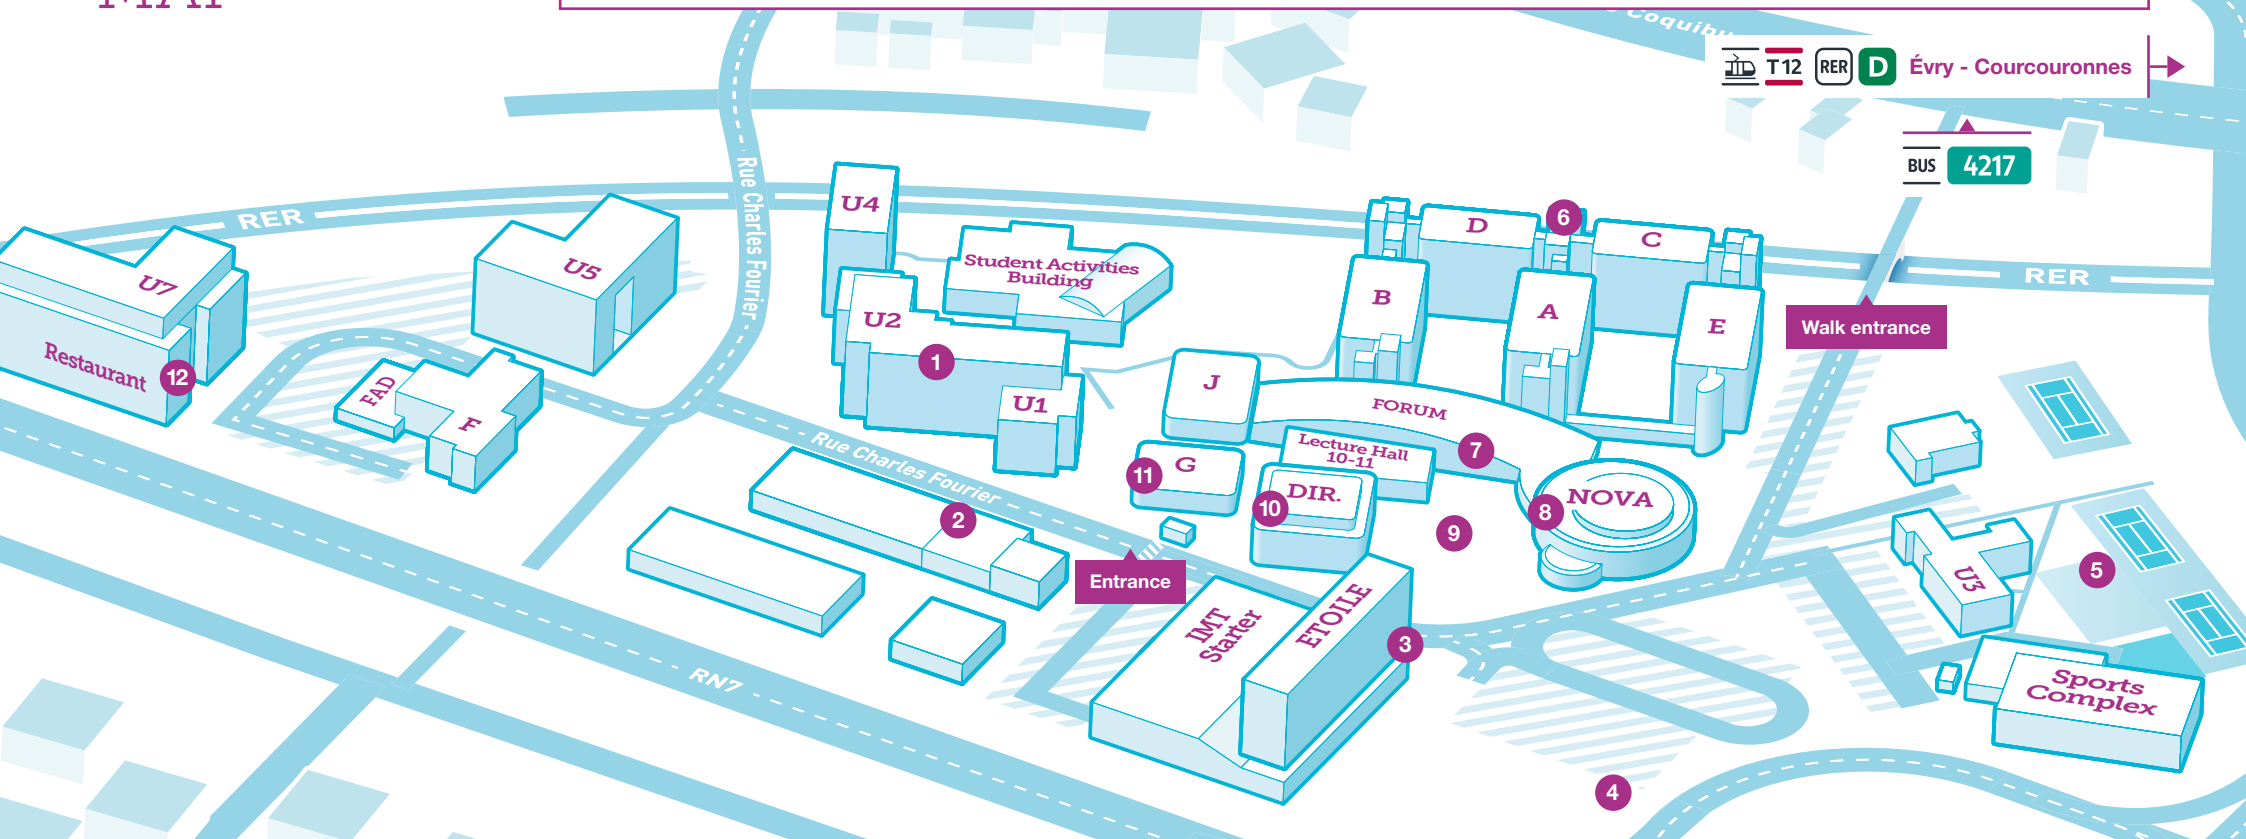 T12 RER D Évry - Courcouronnes
BUS 4217
Rue Charles Fourier
RER
U4
6
D
C
Student Activities
Building
U5
U7
RER
B
A
E
Walk entrance
U2
1
U1
Restaurant
12
FAD
F
J
FORUM
Lecture Hall
10-11
7
G
11
DIR.
10
NOVA
8
9
Rue Charles Fourier
2
Entrance
U3
5
IMT
Starter
ETOILE
3
RN7
Sports
Complex
4